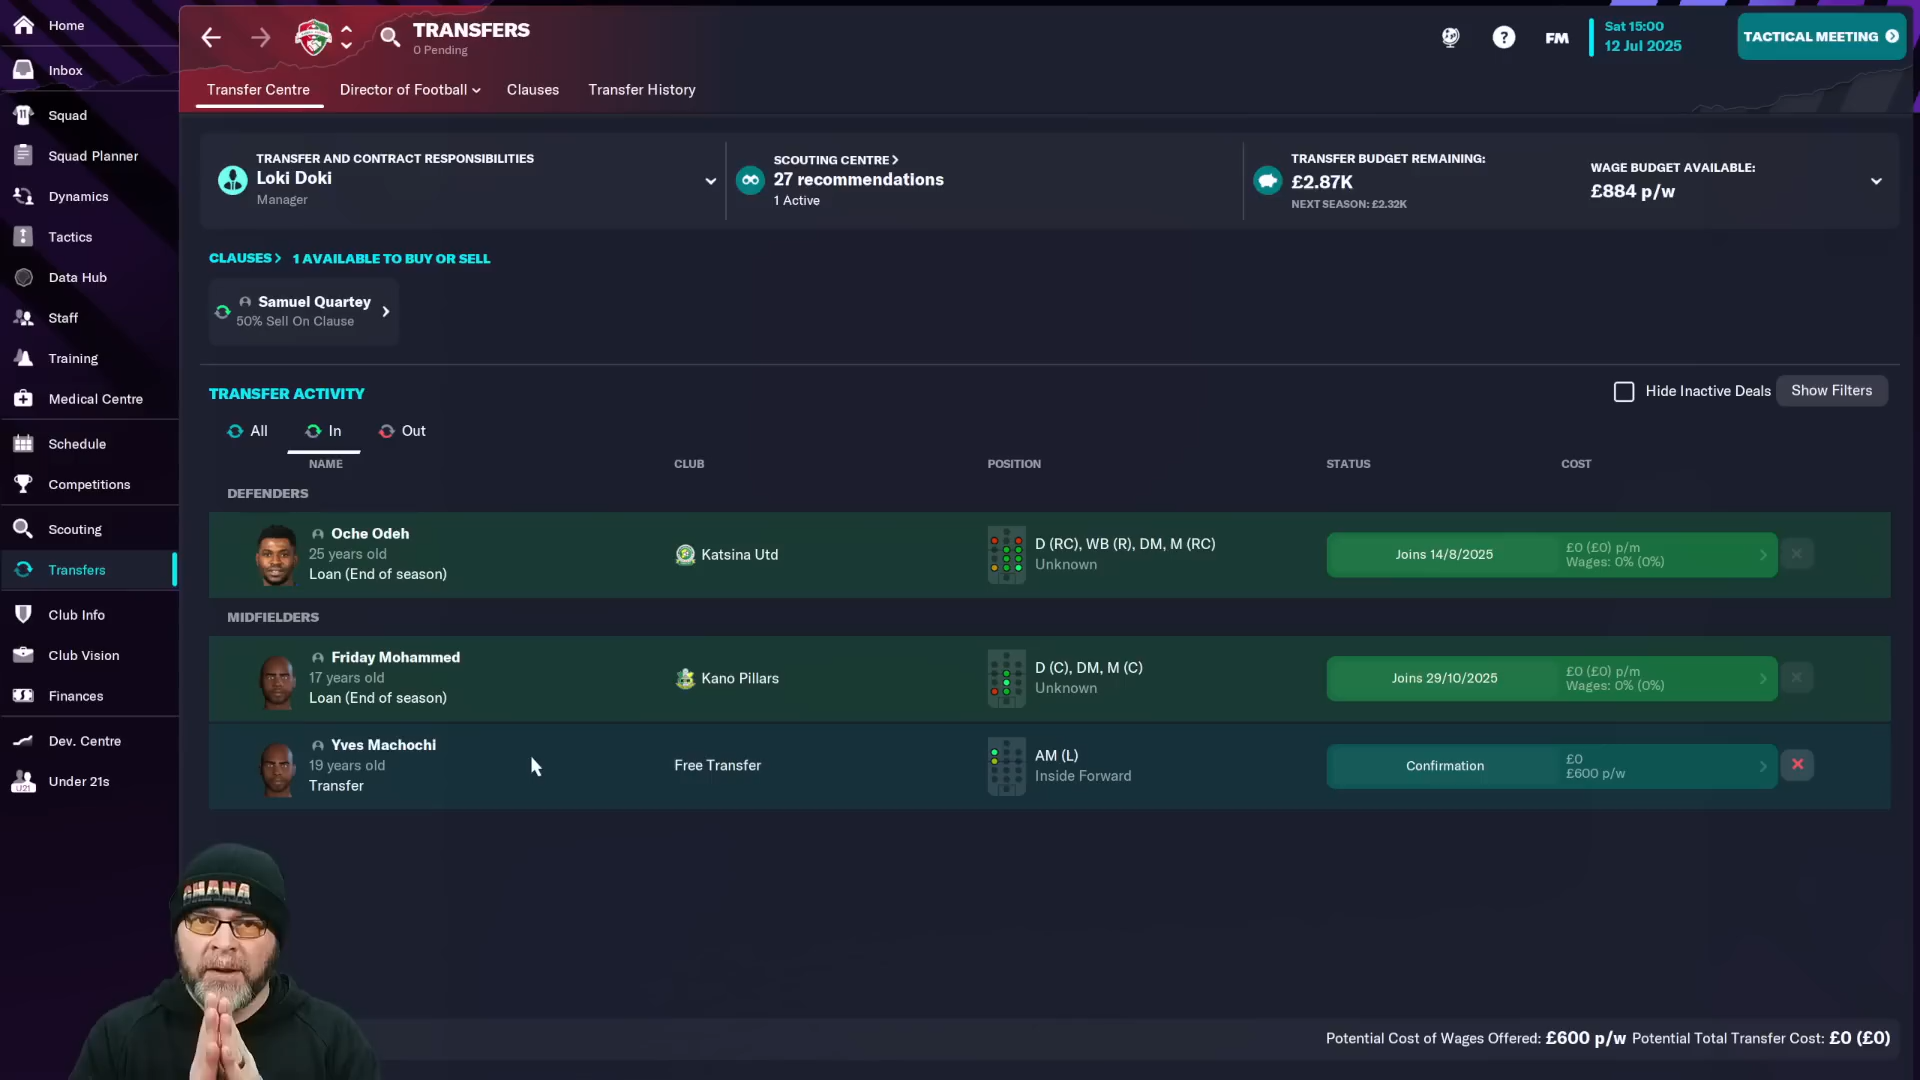 Home
Inbox
Squad
Squad Planner
Dynamics
Tactics
Data Hub
Staff
Training
Medical Centre
Schedule
Competitions
Scouting
Transfers
Club Info
Club Vision
Finances
Dev. Centre
Under 21s
TRANSFERS
0 Pending
FM
Sat 15:00
12 Jul 2025
TACTICAL MEETING
Transfer Centre
Director of Football
Clauses
Transfer History
TRANSFER AND CONTRACT RESPONSIBILITIES
Loki Doki
Manager
SCOUTING CENTRE
27 recommendations
1 Active
TRANSFER BUDGET REMAINING:
£2.87K
NEXT SEASON: £2.32K
WAGE BUDGET AVAILABLE:
£884 p/w
CLAUSES 1 AVAILABLE TO BUY OR SELL
Samuel Quartey
50% Sell On Clause
TRANSFER ACTIVITY
Hide Inactive Deals
Show Filters
All In Out
NAME CLUB POSITION STATUS COST
DEFENDERS
Oche Odeh
25 years old
Loan (End of season)
Katsina Utd
D (RC), WB (R), DM, M (RC)
Unknown
Joins 14/8/2025
£0 (£0) p/m
Wages: 0% (0%)
MIDFIELDERS
Friday Mohammed
17 years old
Loan (End of season)
Kano Pillars
D (C), DM, M (C)
Unknown
Joins 29/10/2025
£0 (£0) p/m
Wages: 0% (0%)
Yves Machochi
19 years old
Transfer
Free Transfer
AM (L)
Inside Forward
Confirmation
£0
£600 p/w
GHANA
Potential Cost of Wages Offered: £600 p/w Potential Total Transfer Cost: £0 (£0)